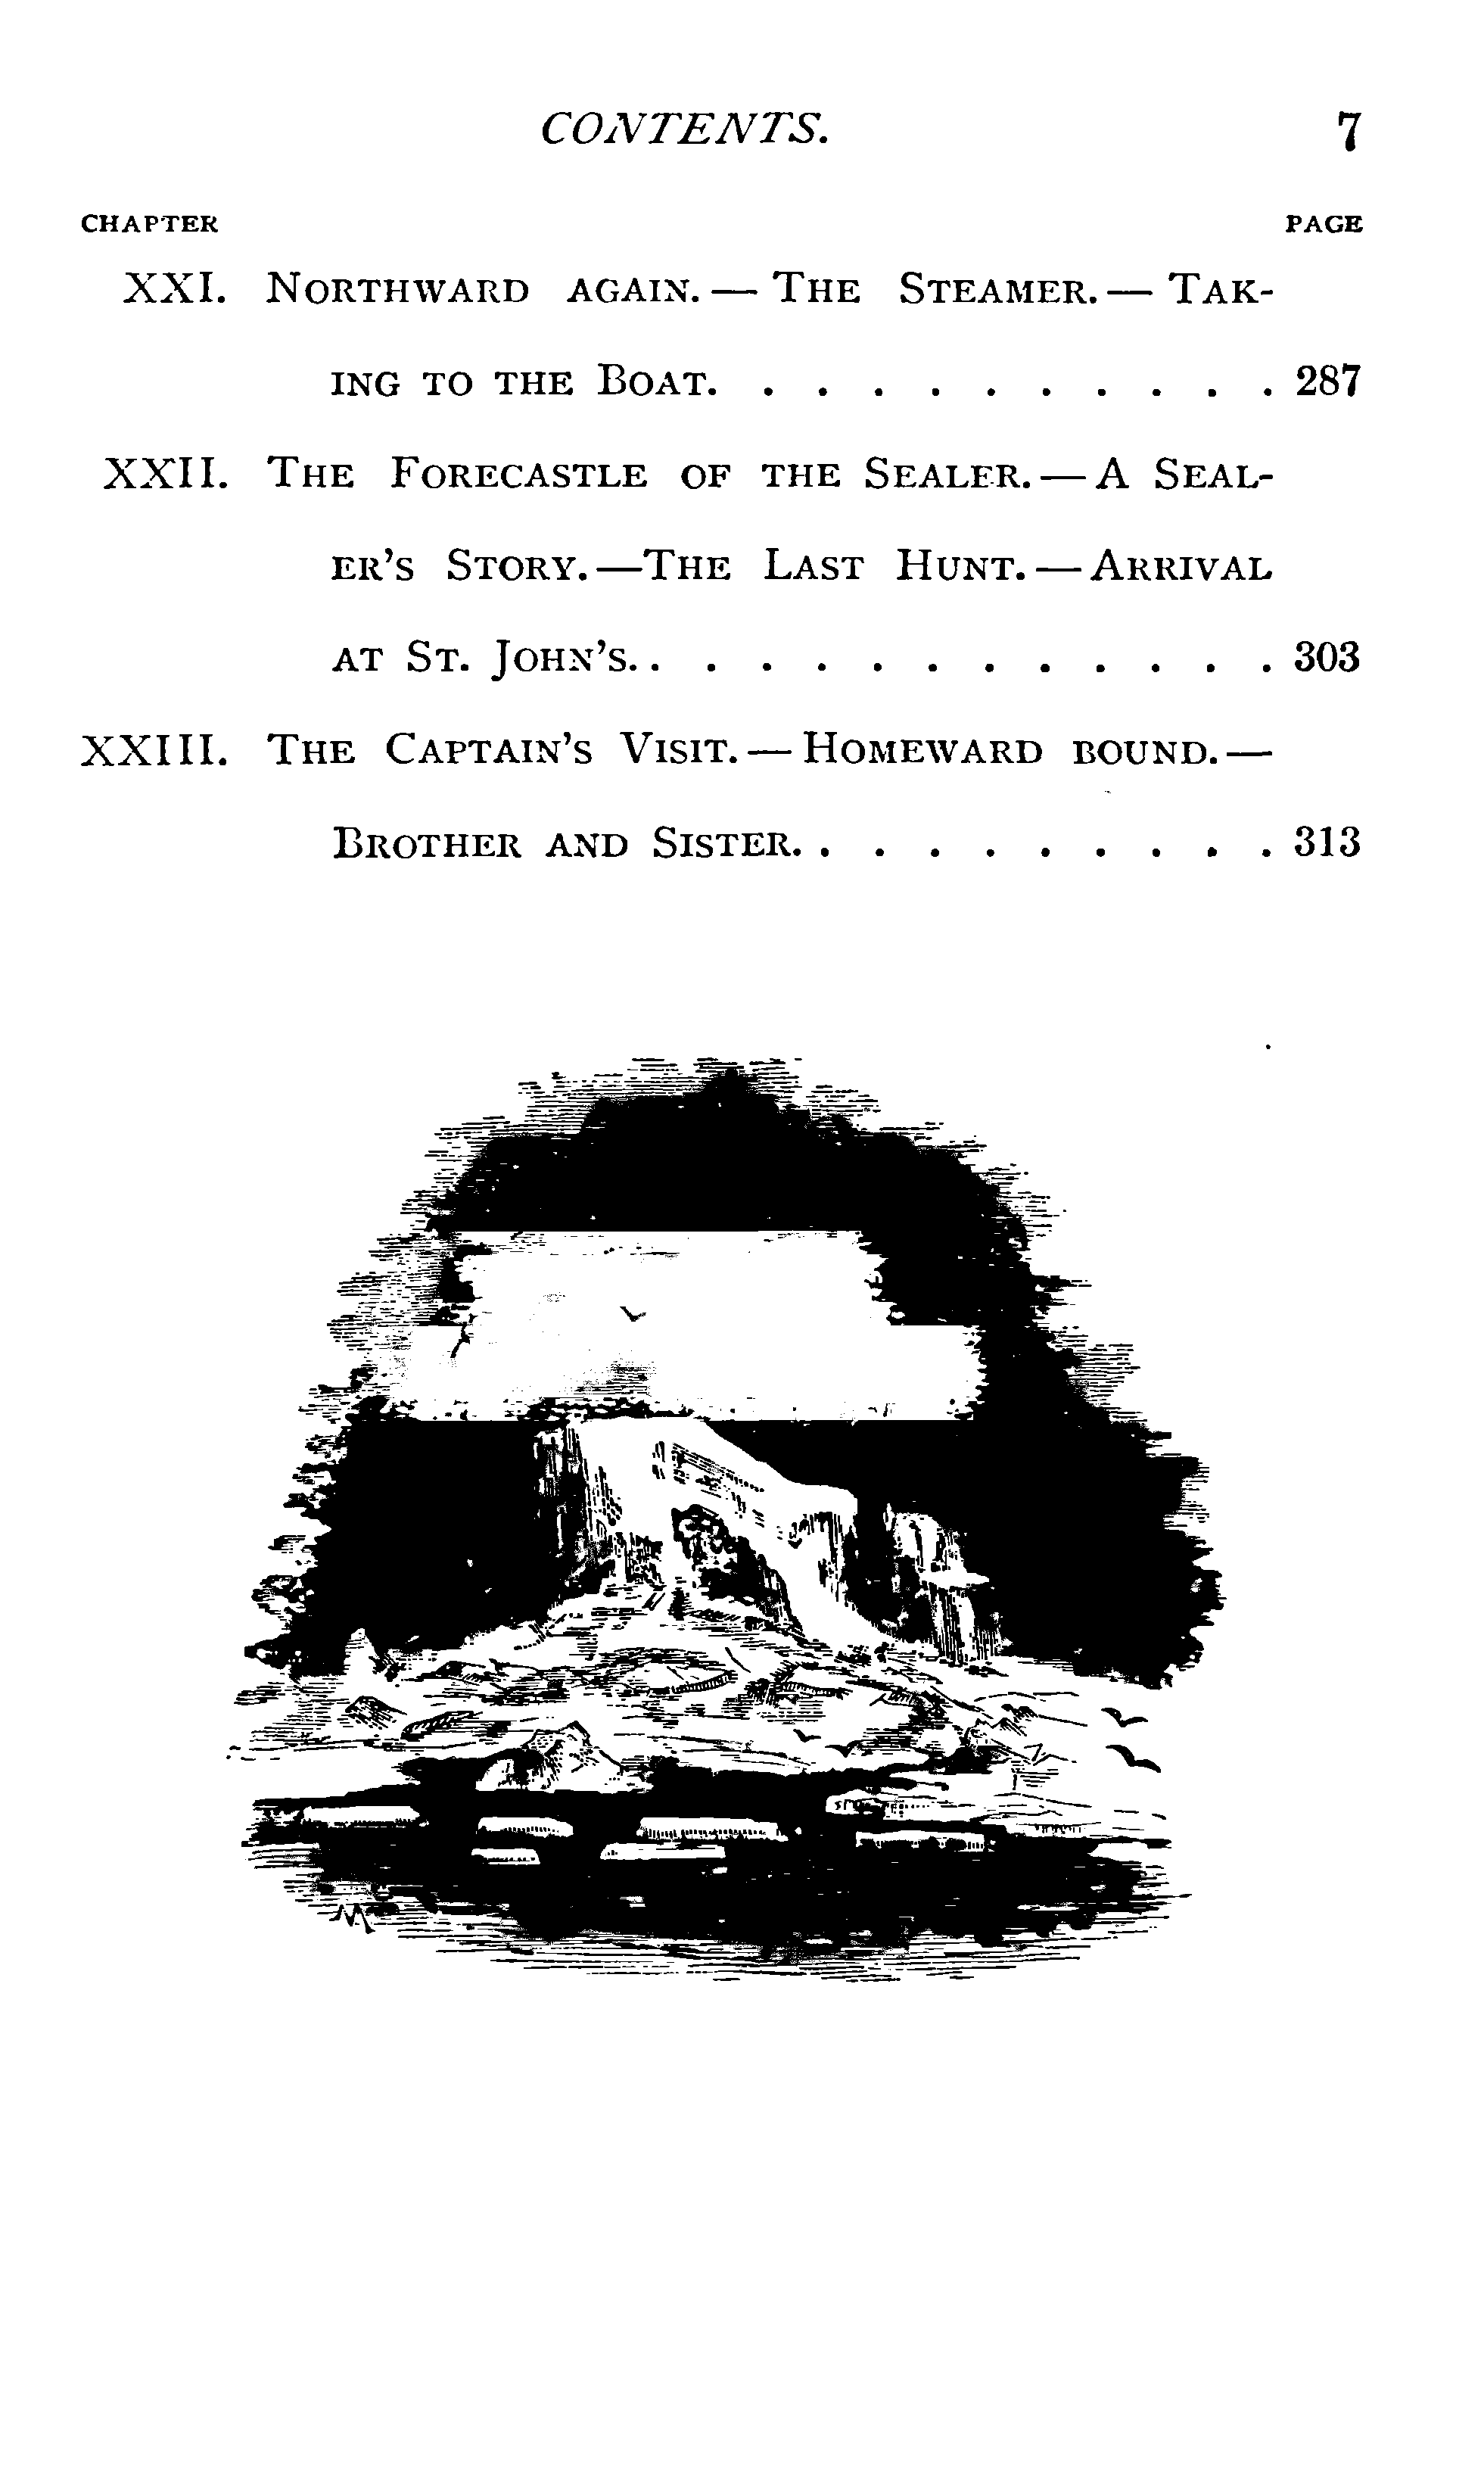 CONTENTS. 7
CHAPTER PAGE
XXI. NORTHWARD AGAIN. — THE STEAMER. — TAK-
ING TO THE BOAT. . . . . . . . . . . 287
XXII. THE FORECASTLE OF THE SEALER. — A SEAL-
ER'S STORY. — THE LAST HUNT. — ARRIVAL
AT ST. JOHN'S. . . . . . . . . . . . . 303
XXIII. THE CAPTAIN'S VISIT. — HOMEWARD BOUND. —
BROTHER AND SISTER. . . . . . . . . . 313